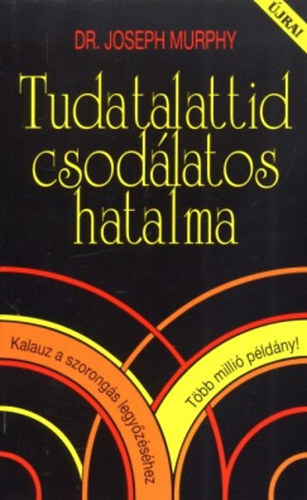 ÚJRA!
DR. JOSEPH MURPHY
Tudatalattid
csodálatos
hatalma
Kalauz a szorongás legyőzéséhez
Több millió példány!